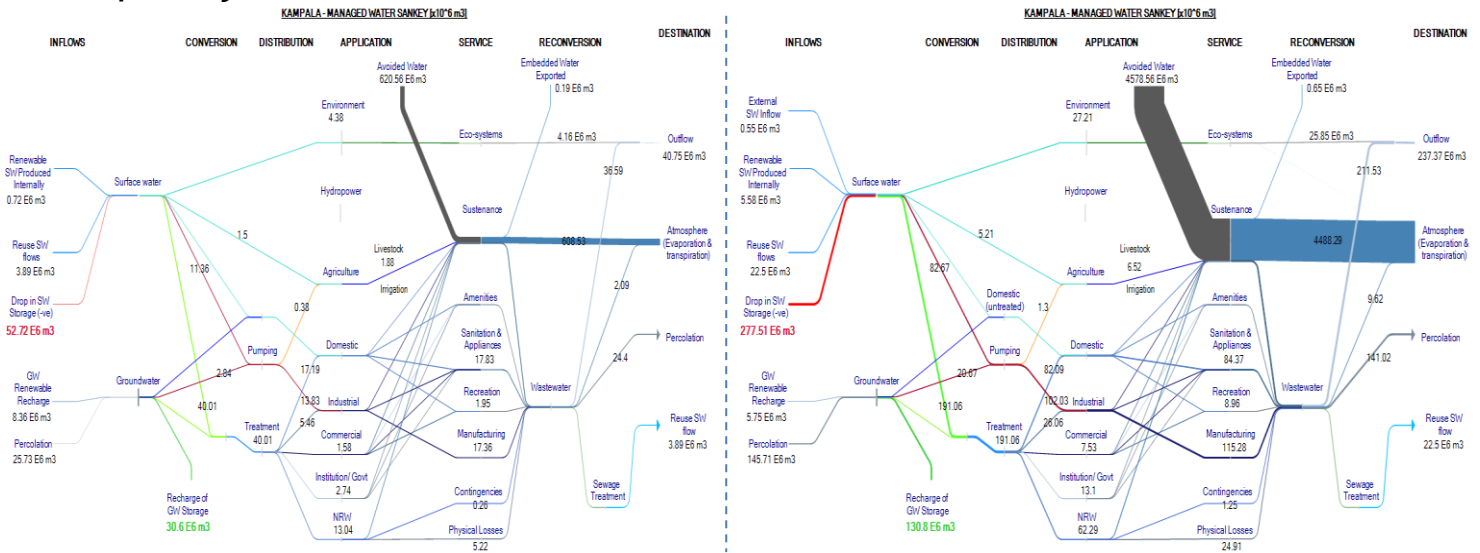 KAMPALA - MANAGED WATER SANKEY [x10^6 m3]
INFLOWS
CONVERSION
DISTRIBUTION
APPLICATION
SERVICE
RECONVERSION
DESTINATION
Avoided Water
620.56 E6 m3
Embedded Water
Exported
0.19 E6 m3
Environment
4.38
Eco-systems
4.16 E6 m3
Outflow
40.75 E6 m3
36.59
Renewable
SW Produced
Internally
0.72 E6 m3
Surface water
Hydropower
Sustenance
Reuse SW
flows
3.89 E6 m3
1.5
11.36
Livestock
1.88
Agriculture
Irrigation
608.53
Atmosphere
(Evaporation &
transpiration)
2.09
Drop in SW
Storage (-ve)
52.72 E6 m3
0.38
Amenities
Pumping
Domestic
Sanitation &
Appliances
17.83
Percolation
24.4
GW
Renewable
Recharge
8.36 E6 m3
Groundwater
2.84
17.19
13.83
5.46
Industrial
Recreation
1.95
Wastewater
40.01
Treatment
40.01
Commercial
1.58
Manufacturing
17.36
Reuse SW
flow
3.89 E6 m3
Percolation
25.73 E6 m3
Institution/ Govt
2.74
Recharge of
GW Storage
30.6 E6 m3
NRW
13.04
Contingencies
0.26
Physical Losses
5.22
Sewage
Treatment
KAMPALA - MANAGED WATER SANKEY [x10^6 m3]
INFLOWS
CONVERSION
DISTRIBUTION
APPLICATION
SERVICE
RECONVERSION
DESTINATION
Avoided Water
4578.56 E6 m3
Embedded Water
Exported
0.65 E6 m3
External
SW Inflow
0.55 E6 m3
Environment
27.21
Eco-systems
25.85 E6 m3
Outflow
237.37 E6 m3
211.53
Renewable
SW Produced
Internally
5.58 E6 m3
Surface water
Hydropower
Sustenance
Reuse SW
flows
22.5 E6 m3
5.21
82.67
Livestock
6.52
Agriculture
Irrigation
4488.29
Atmosphere
(Evaporation &
transpiration)
9.62
Drop in SW
Storage (-ve)
277.51 E6 m3
Domestic
(untreated)
1.3
Amenities
Pumping
Domestic
Sanitation &
Appliances
84.37
Percolation
141.02
GW
Renewable
Recharge
5.75 E6 m3
Groundwater
20.67
82.09
102.03
26.06
Industrial
Recreation
8.96
Wastewater
191.06
Treatment
191.06
Commercial
7.53
Manufacturing
115.28
Reuse SW
flow
22.5 E6 m3
Percolation
145.71 E6 m3
Institution/ Govt
13.1
Recharge of
GW Storage
130.8 E6 m3
NRW
62.29
Contingencies
1.25
Physical Losses
24.91
Sewage
Treatment